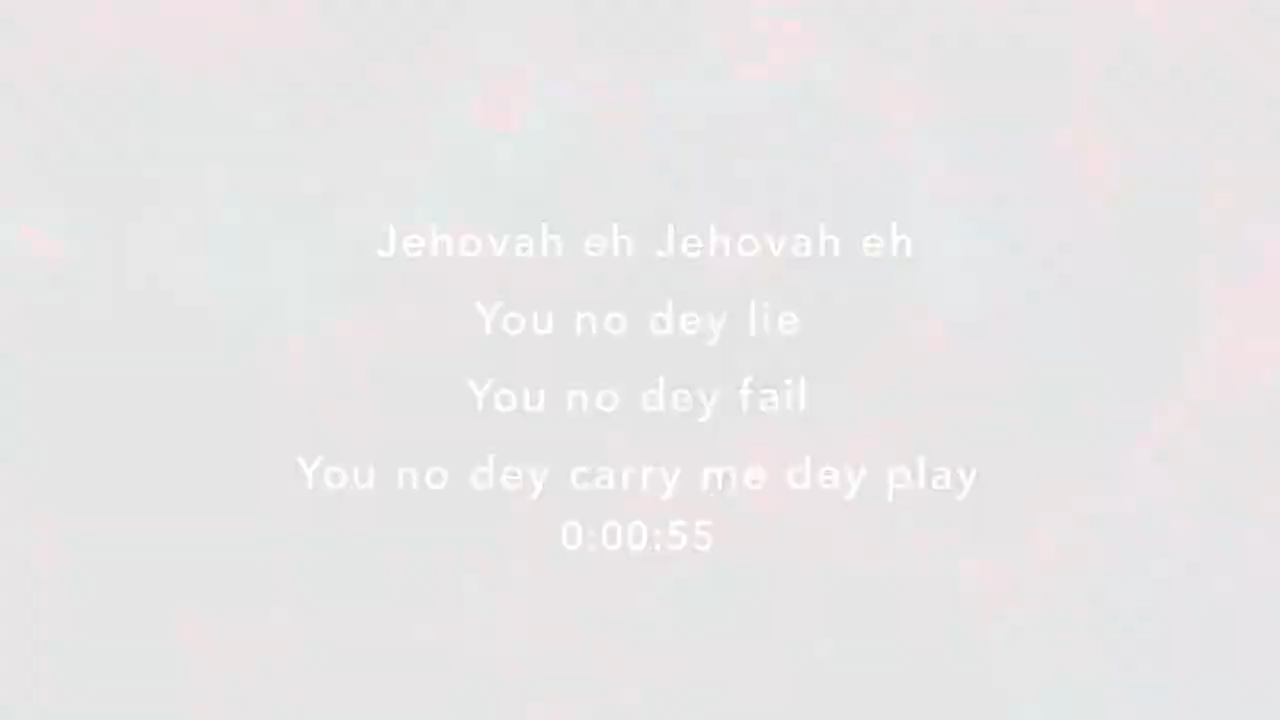 Jehovah eh Jehovah eh
You no dey lie
You no dey fail
You no dey carry me dey play
0:00:55